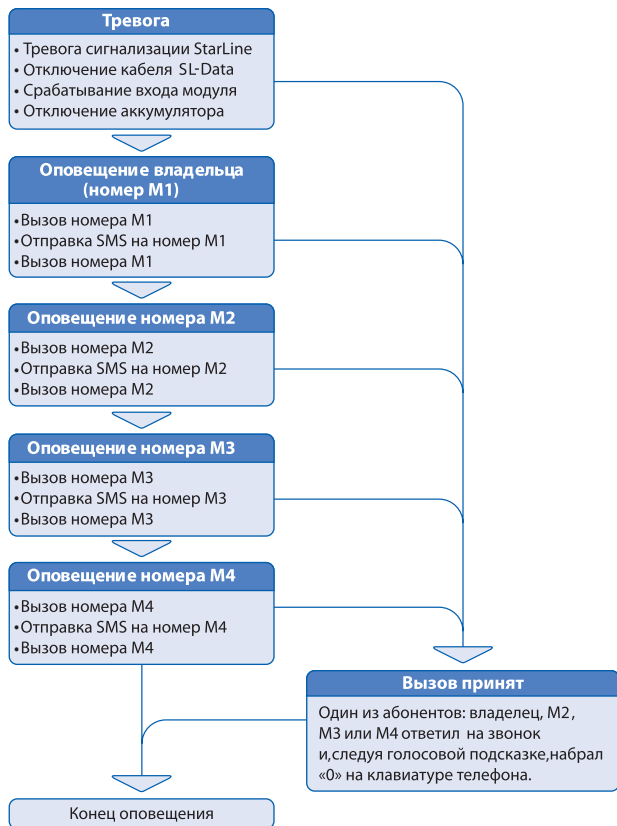 Тревога
• Тревога сигнализации StarLine
• Отключение кабеля SL-Data
• Срабатывание входа модуля
• Отключение аккумулятора
Оповещение владельца
(номер М1)
•Вызов номера М1
•Отправка SMS на номер М1
•Вызов номера М1
Оповещение номера М2
•Вызов номера М2
•Отправка SMS на номер М2
•Вызов номера М2
Оповещение номера М3
•Вызов номера М3
•Отправка SMS на номер М3
•Вызов номера М3
Оповещение номера М4
•Вызов номера М4
•Отправка SMS на номер М4
•Вызов номера М4
Вызов принят
Один из абонентов: владелец, М2,
М3 или М4 ответил на звонок
и,следуя голосовой подсказке,набрал
«0» на клавиатуре телефона.
Конец оповещения